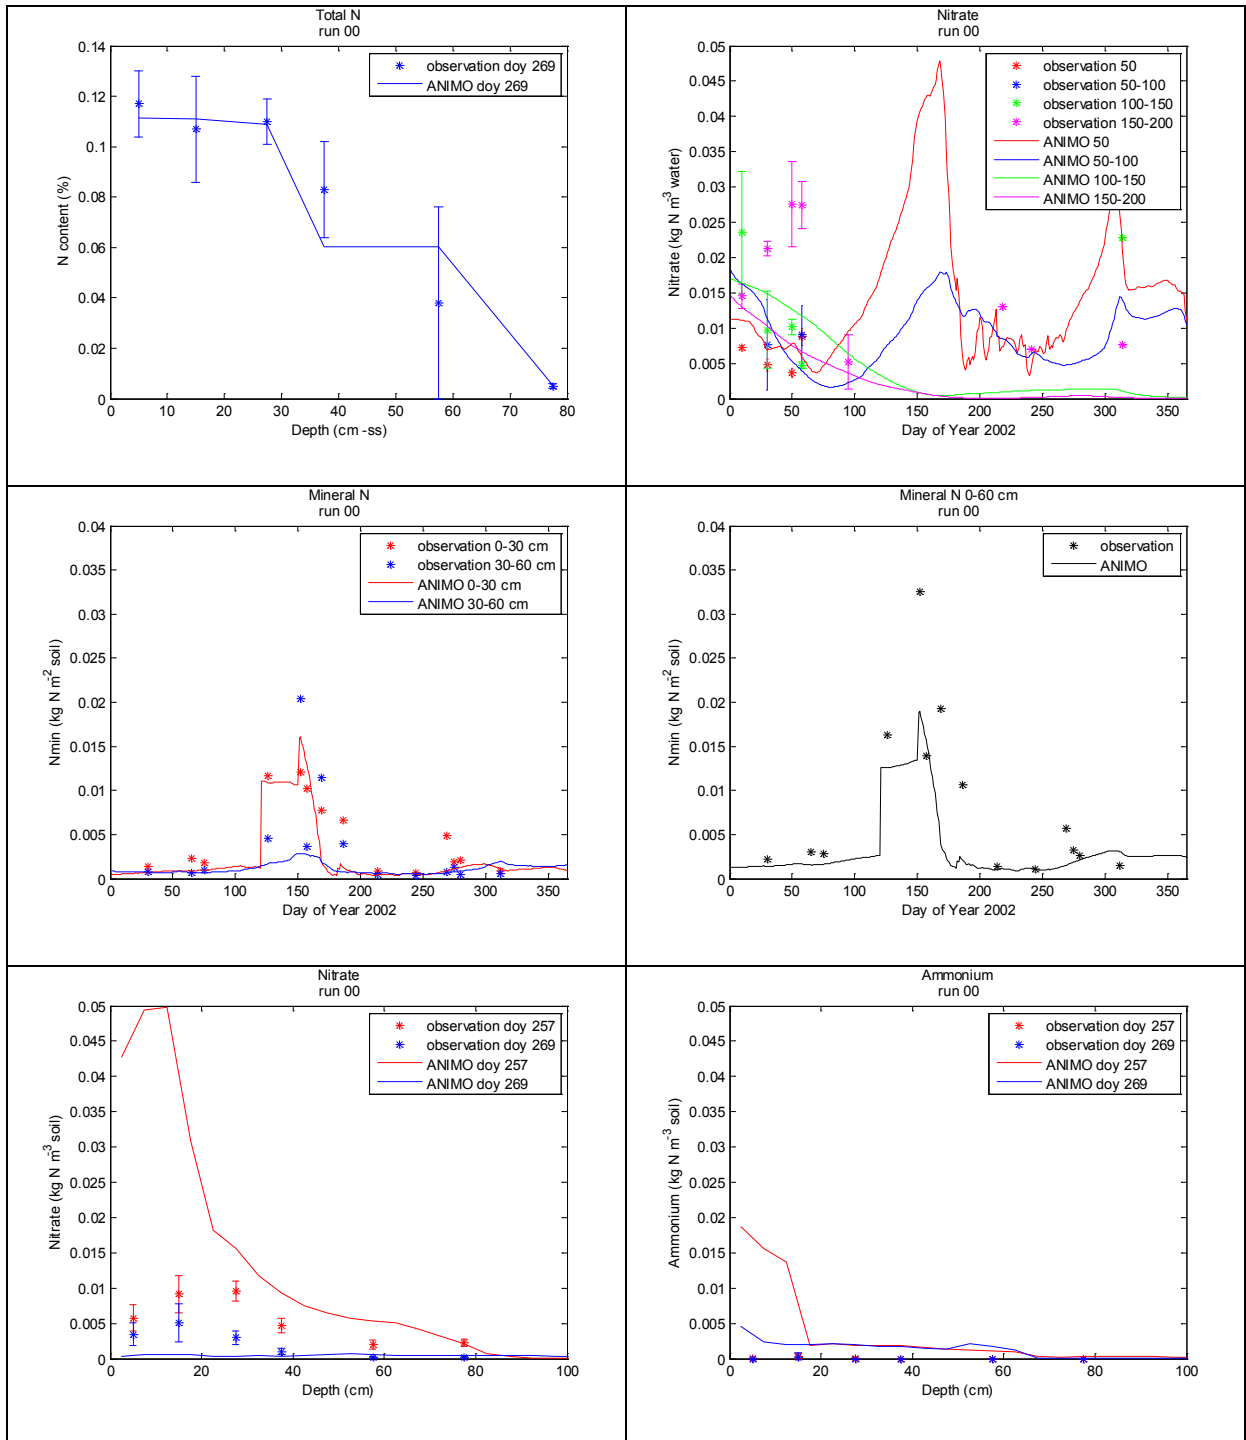 Total N
run 00
0.14
0.12
0.1
0.08
0.06
0.04
0.02
0
N content (%)
observation doy 269
ANIMO doy 269
0 10 20 30 40 50 60 70 80
Depth (cm -ss)
Nitrate
run 00
0.05
0.045
0.04
0.035
0.03
0.025
0.02
0.015
0.01
0.005
0
Nitrate (kg N m-3 water)
observation 50
observation 50-100
observation 100-150
observation 150-200
ANIMO 50
ANIMO 50-100
ANIMO 100-150
ANIMO 150-200
0 50 100 150 200 250 300 350
Day of Year 2002
Mineral N
run 00
0.04
0.035
0.03
0.025
0.02
0.015
0.01
0.005
0
Nmin (kg N m-2 soil)
observation 0-30 cm
observation 30-60 cm
ANIMO 0-30 cm
ANIMO 30-60 cm
0 50 100 150 200 250 300 350
Day of Year 2002
Mineral N 0-60 cm
run 00
0.04
0.035
0.03
0.025
0.02
0.015
0.01
0.005
0
Nmin (kg N m-2 soil)
observation
ANIMO
0 50 100 150 200 250 300 350
Day of Year 2002
Nitrate
run 00
0.05
0.045
0.04
0.035
0.03
0.025
0.02
0.015
0.01
0.005
0
Nitrate (kg N m-3 soil)
observation doy 257
observation doy 269
ANIMO doy 257
ANIMO doy 269
0 20 40 60 80 100
Depth (cm)
Ammonium
run 00
0.05
0.045
0.04
0.035
0.03
0.025
0.02
0.015
0.01
0.005
0
Ammonium (kg N m-3 soil)
observation doy 257
observation doy 269
ANIMO doy 257
ANIMO doy 269
0 20 40 60 80 100
Depth (cm)